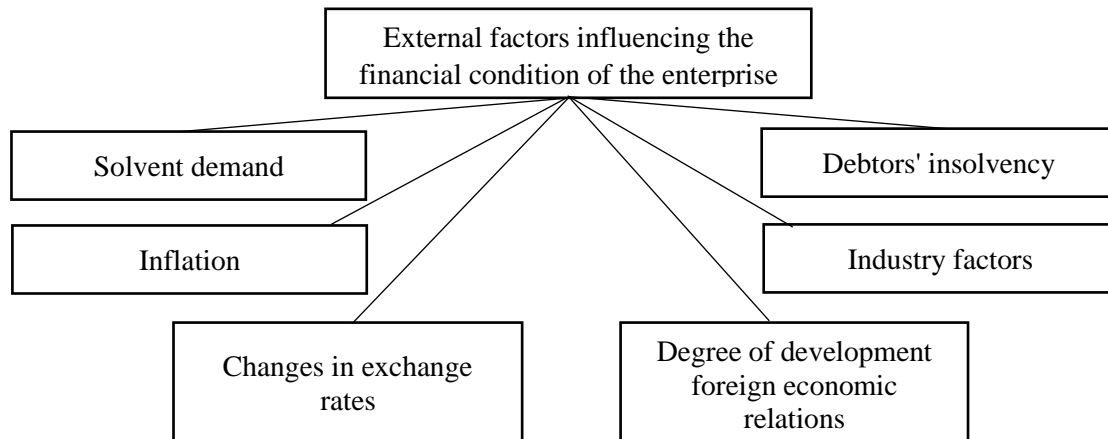 External factors influencing the
financial condition of the enterprise
Solvent demand
Debtors' insolvency
Inflation
Industry factors
Changes in exchange
rates
Degree of development
foreign economic
relations